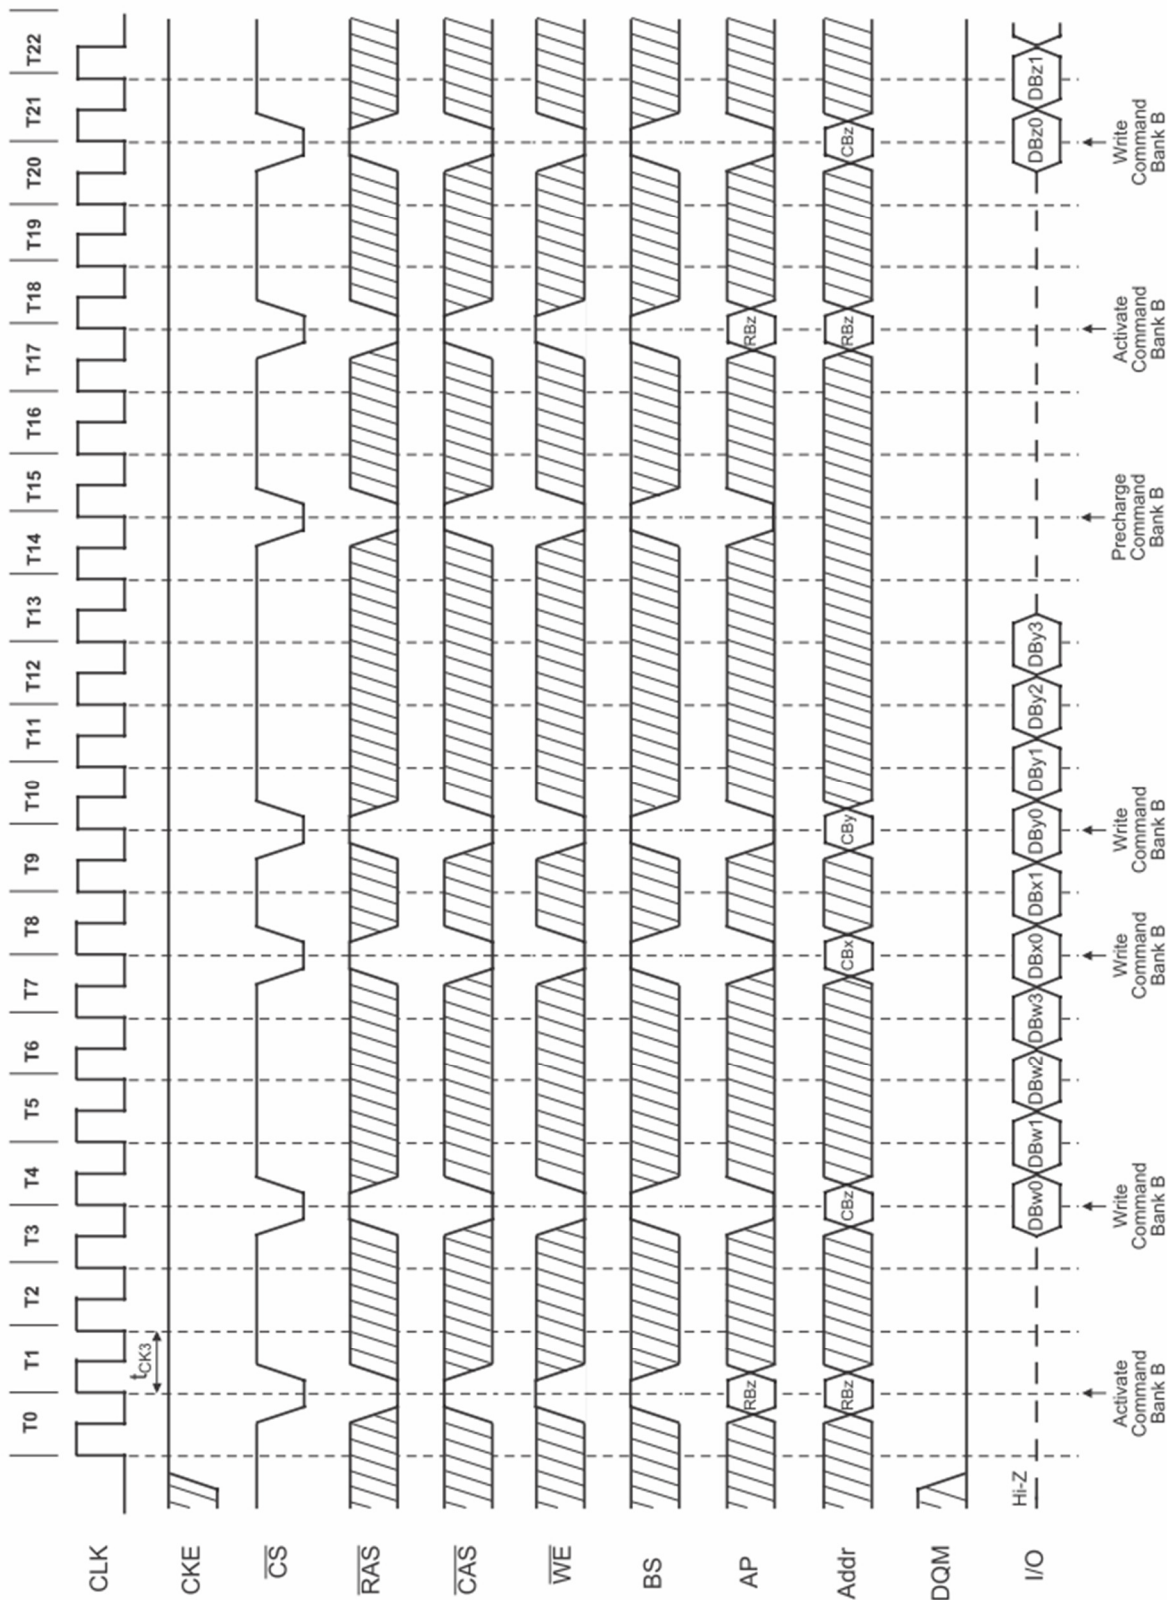 T0 T1 T2 T3 T4 T5 T6 T7 T8 T9 T10 T11 T12 T13 T14 T15 T16 T17 T18 T19 T20 T21 T22
CLK
tCK3
CKE
CS
RAS
CAS
WE
BS
AP RBz RBz
Addr RBz CBz CBx CBy RBz CBz
DQM
I/O Hi-Z DBw0 DBw1 DBw2 DBw3 DBx0 DBx1 DBy0 DBy1 DBy2 DBy3 DBz0 DBz1
Activate
Command
Bank B
Write
Command
Bank B
Write
Command
Bank B
Write
Command
Bank B
Precharge
Command
Bank B
Activate
Command
Bank B
Write
Command
Bank B